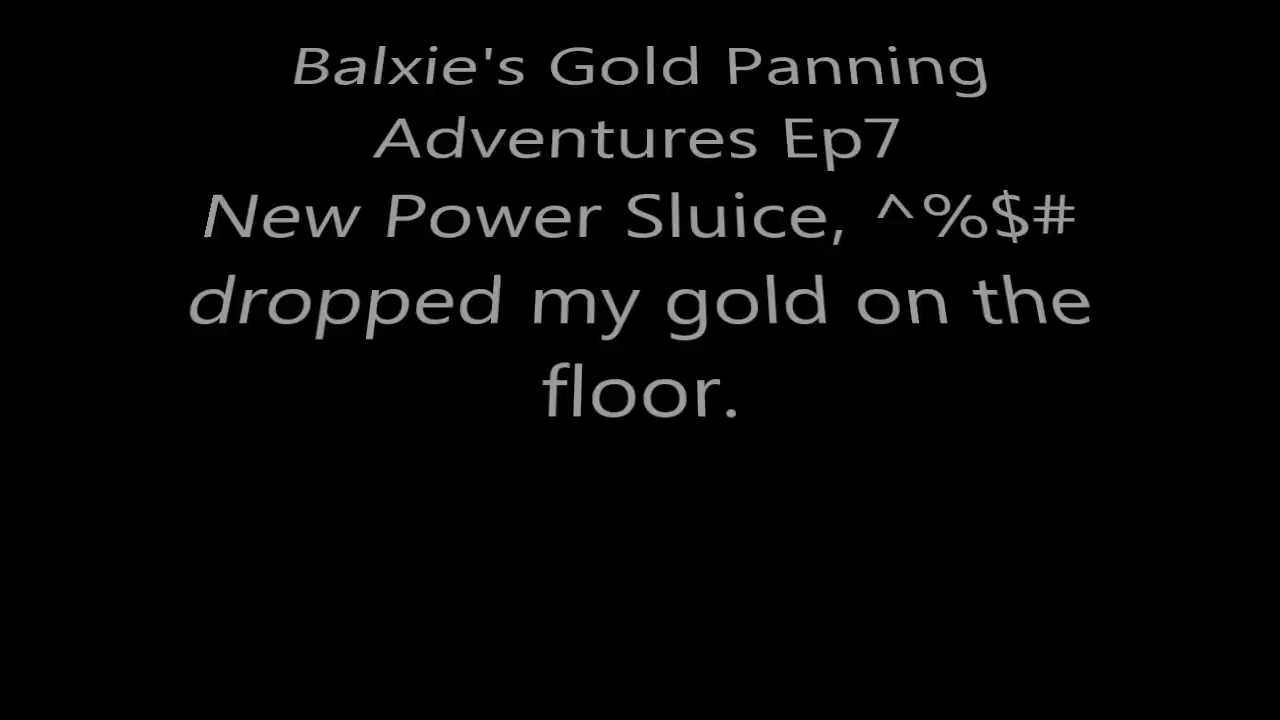 Balxie's Gold Panning
Adventures Ep7
New Power Sluice, ^%$#
dropped my gold on the
floor.